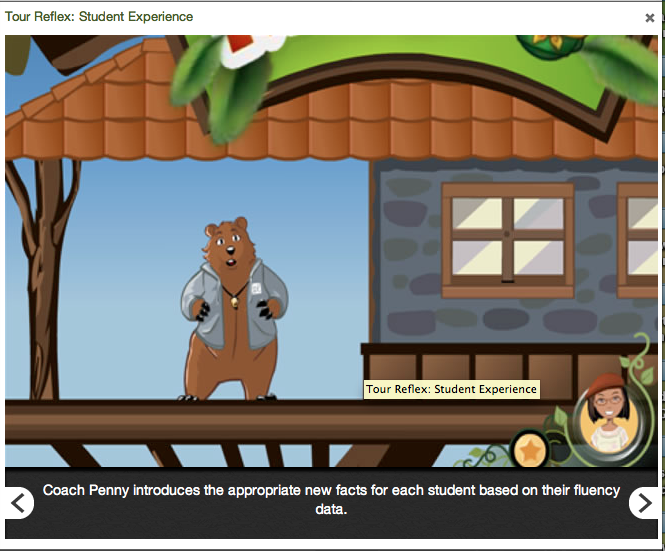 Tour Reflex: Student Experience
Tour Reflex: Student Experience
Coach Penny introduces the appropriate new facts for each student based on their fluency
data.